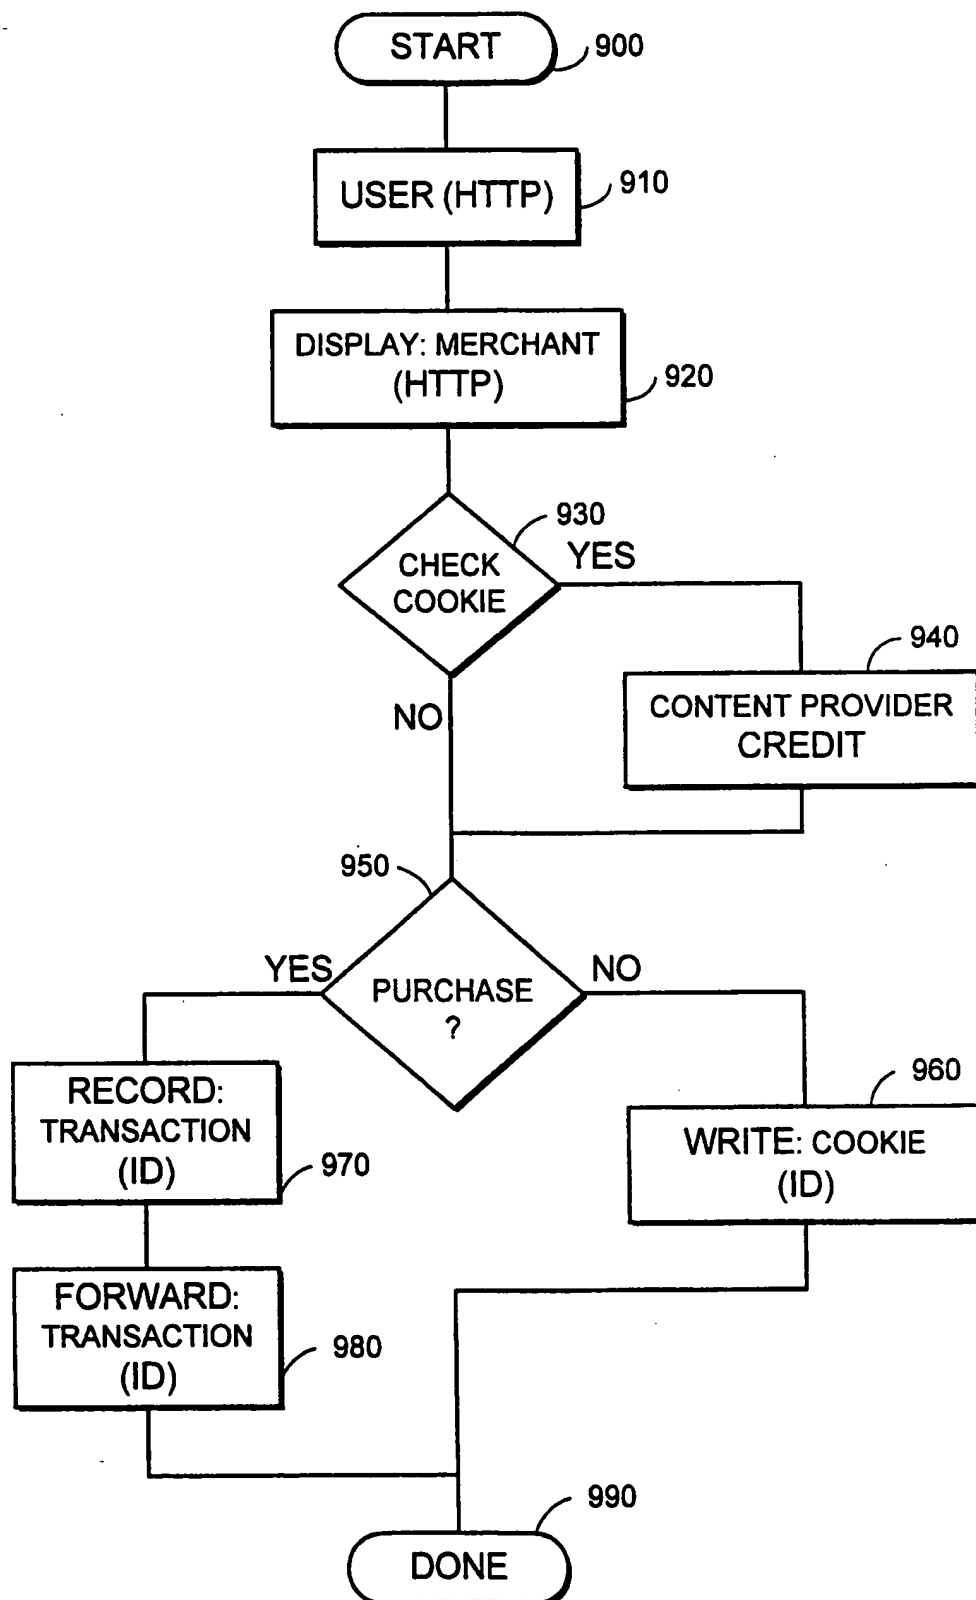 START
900
USER (HTTP)
910
DISPLAY: MERCHANT
(HTTP)
920
930
CHECK
COOKIE
YES
NO
940
CONTENT PROVIDER
CREDIT
950
YES
PURCHASE
?
NO
RECORD:
TRANSACTION
(ID)
970
960
WRITE: COOKIE
(ID)
FORWARD:
TRANSACTION
(ID)
980
990
DONE